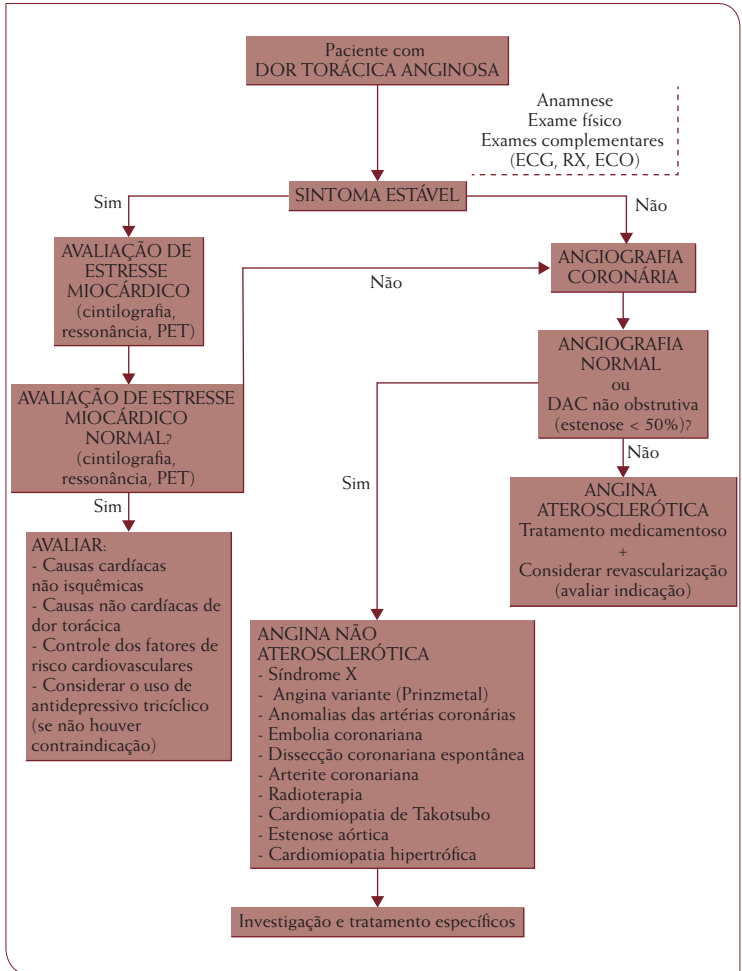 Paciente com
DOR TORÁCICA ANGINOSA
Anamnese
Exame físico
Exames complementares
(ECG, RX, ECO)
SINTOMA ESTÁVEL
Sim
Não
AVALIAÇÃO DE
ESTRESSE
MIOCÁRDICO
(cintilografia,
ressonância, PET)
ANGIOGRAFIA
CORONÁRIA
Não
AVALIAÇÃO DE ESTRESSE
MIOCÁRDICO
NORMAL?
(cintilografia,
ressonância, PET)
ANGIOGRAFIA
NORMAL
ou
DAC não obstrutiva
(estenose < 50%)?
Sim
Sim
Não
AVALIAR:
- Causas cardíacas
não isquêmicas
- Causas não cardíacas de
dor torácica
- Controle dos fatores de
risco cardiovasculares
- Considerar o uso de
antidepressivo tricíclico
(se não houver
contraindicação)
ANGINA
ATEROSCLERÓTICA
Tratamento medicamentoso
+
Considerar revascularização
(avaliar indicação)
ANGINA NÃO
ATEROSCLERÓTICA
- Síndrome X
- Angina variante (Prinzmetal)
- Anomalias das artérias coronárias
- Embolia coronariana
- Dissecção coronariana espontânea
- Arterite coronariana
- Radioterapia
- Cardiomiopatia de Takotsubo
- Estenose aórtica
- Cardiomiopatia hipertrófica
Investigação e tratamento específicos